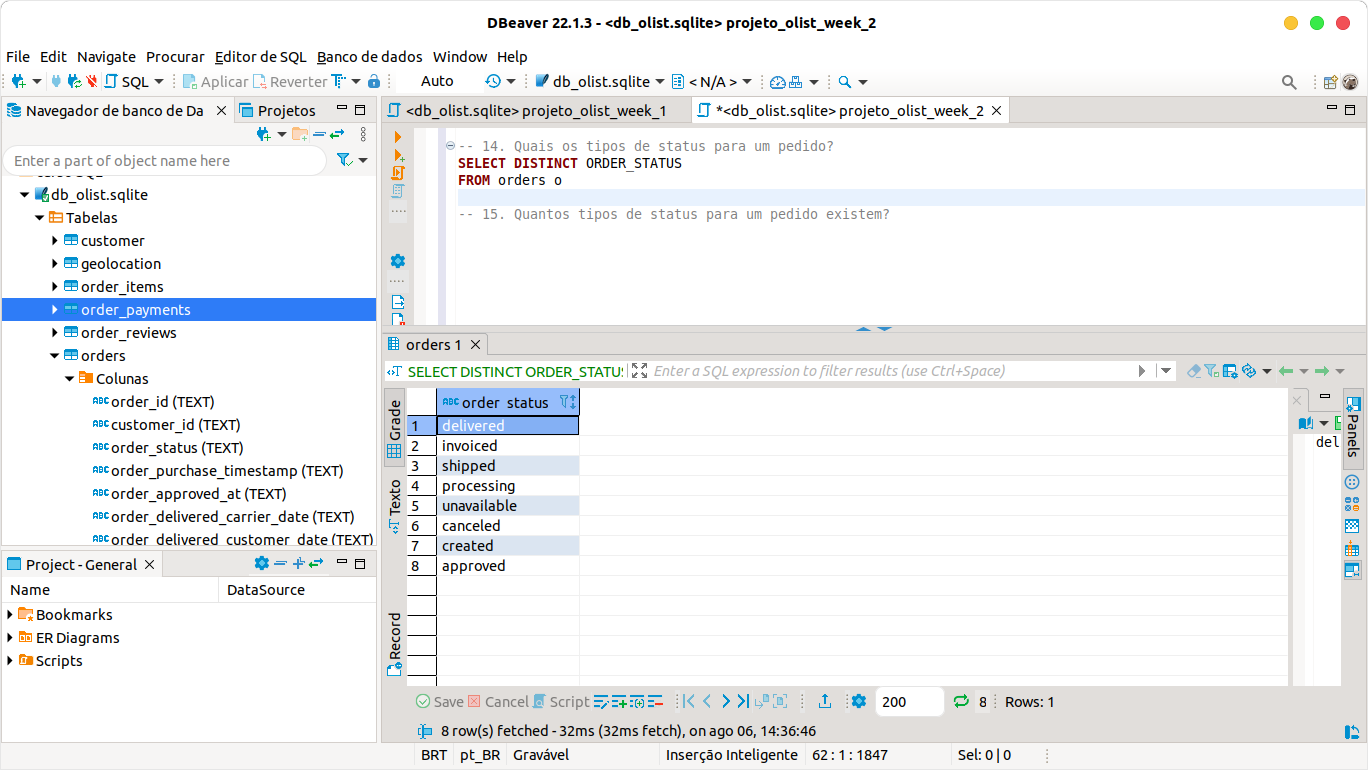 DBeaver 22.1.3 - <db_olist.sqlite> projeto_olist_week_2
File Edit Navigate Procurar Editor de SQL Banco de dados Window Help
SQL Aplicar Reverter Auto db_olist.sqlite < N/A >
Navegador de banco de Da
Projetos
Enter a part of object name here
db_olist.sqlite
Tabelas
customer
geolocation
order_items
order_payments
order_reviews
orders
Colunas
order_id (TEXT)
customer_id (TEXT)
order_status (TEXT)
order_purchase_timestamp (TEXT)
order_approved_at (TEXT)
order_delivered_carrier_date (TEXT)
order_delivered_customer_date (TEXT)
Project - General
Name DataSource
Bookmarks
ER Diagrams
Scripts
<db_olist.sqlite> projeto_olist_week_1
*<db_olist.sqlite> projeto_olist_week_2
-- 14. Quais os tipos de status para um pedido?
SELECT DISTINCT ORDER_STATUS
FROM orders o
-- 15. Quantos tipos de status para um pedido existem?
orders 1
SELECT DISTINCT ORDER_STATUS
Enter a SQL expression to filter results (use Ctrl+Space)
Grade
Texto
Record
order_status
1 delivered
2 invoiced
3 shipped
4 processing
5 unavailable
6 canceled
7 created
8 approved
del
Panels
Save Cancel Script 200 8 Rows: 1
8 row(s) fetched - 32ms (32ms fetch), on ago 06, 14:36:46
BRT pt_BR Gravável Inserção Inteligente 62 : 1 : 1847 Sel: 0 | 0